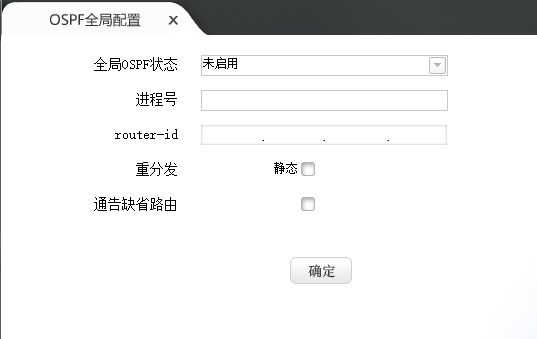 OSPF全局配置
全局OSPF状态 未启用
进程号
router-id . . .
重分发 静态
通告缺省路由
确定